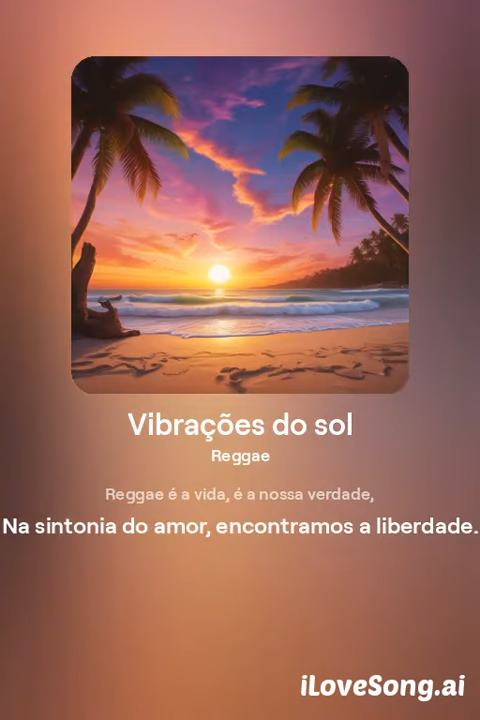 Vibrações do sol
Reggae
Reggae é a vida, é a nossa verdade,
Na sintonia do amor, encontramos a liberdade.
iLoveSong.ai